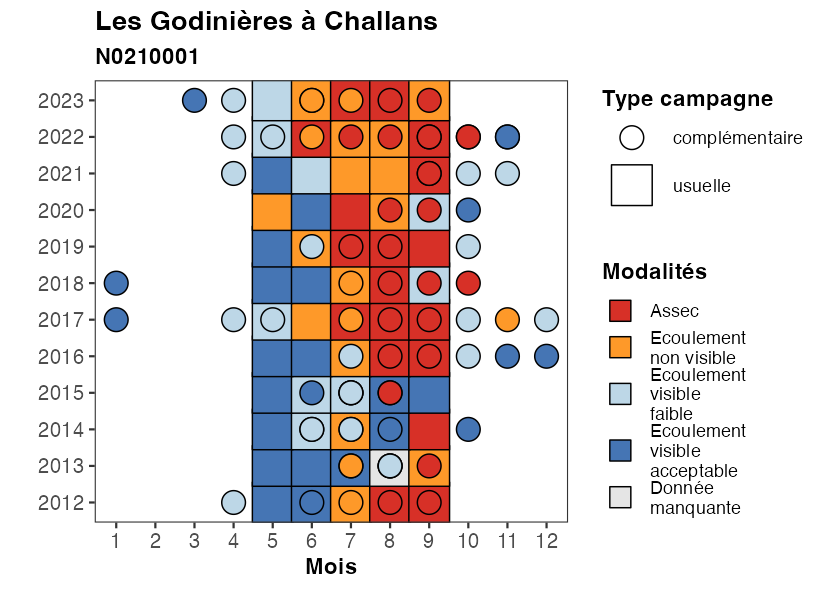 Les Godinières à Challans
N0210001
2023
2022
2021
2020
2019
2018
2017
2016
2015
2014
2013
2012
1 2 3 4 5 6 7 8 9 10 11 12
Mois
Type campagne
complémentaire
usuelle
Modalités
Assec
Ecoulement
non visible
Ecoulement
visible
faible
Ecoulement
visible
acceptable
Donnée
manquante